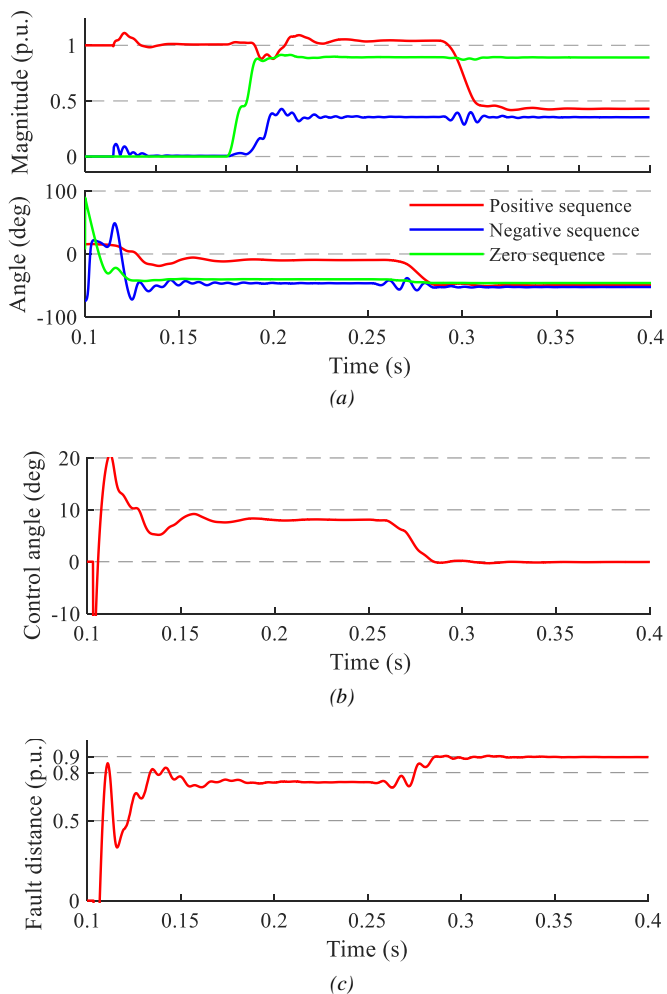 Magnitude (p.u.)
1
0.5
0
Angle (deg)
100
0
-100
Positive sequence
Negative sequence
Zero sequence
0.1 0.15 0.2 0.25 0.3 0.35 0.4
Time (s)
(a)
Control angle (deg)
20
10
0
-10
0.1 0.15 0.2 0.25 0.3 0.35 0.4
Time (s)
(b)
Fault distance (p.u.)
0.9
0.8
0.5
0
0.1 0.15 0.2 0.25 0.3 0.35 0.4
Time (s)
(c)